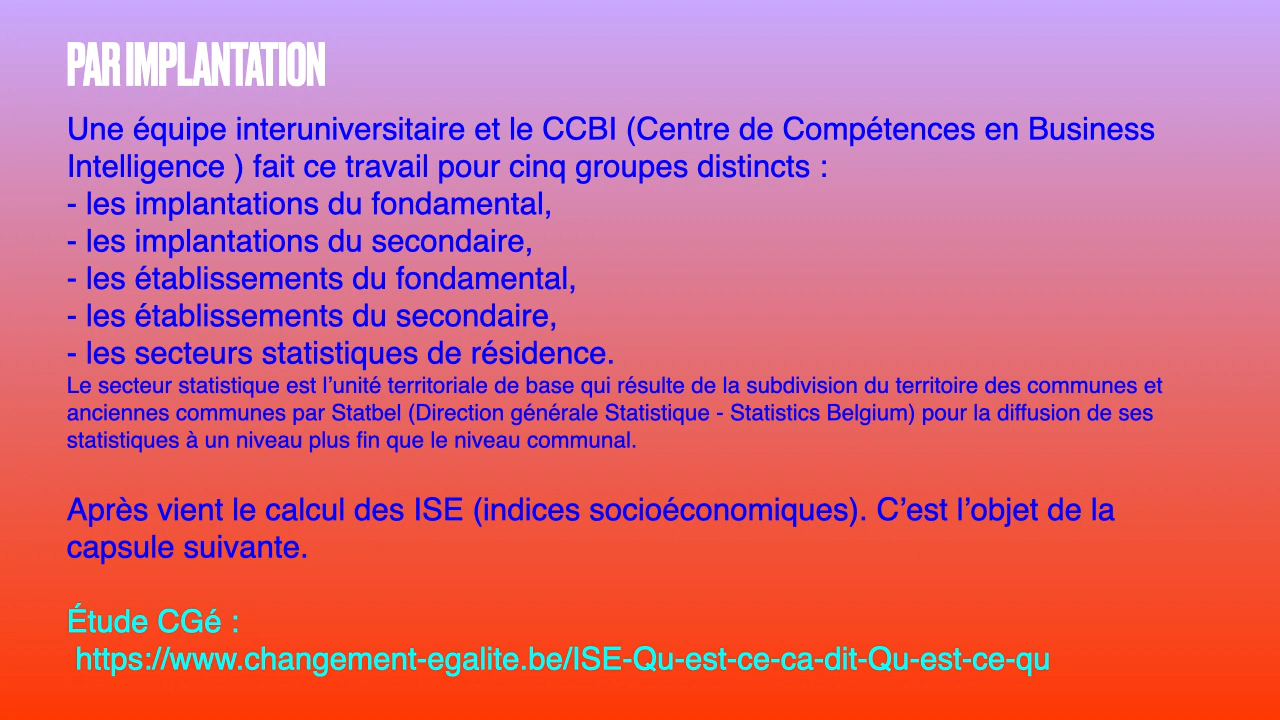 PAR IMPLANTATION
Une équipe interuniversitaire et le CCBI (Centre de Compétences en Business
Intelligence ) fait ce travail pour cinq groupes distincts :
- les implantations du fondamental,
- les implantations du secondaire,
- les établissements du fondamental,
- les établissements du secondaire,
- les secteurs statistiques de résidence.
Le secteur statistique est l’unité territoriale de base qui résulte de la subdivision du territoire des communes et
anciennes communes par Statbel (Direction générale Statistique - Statistics Belgium) pour la diffusion de ses
statistiques à un niveau plus fin que le niveau communal.
Après vient le calcul des ISE (indices socioéconomiques). C’est l’objet de la
capsule suivante.
Étude CGé :
https://www.changement-egalite.be/ISE-Qu-est-ce-ca-dit-Qu-est-ce-qu